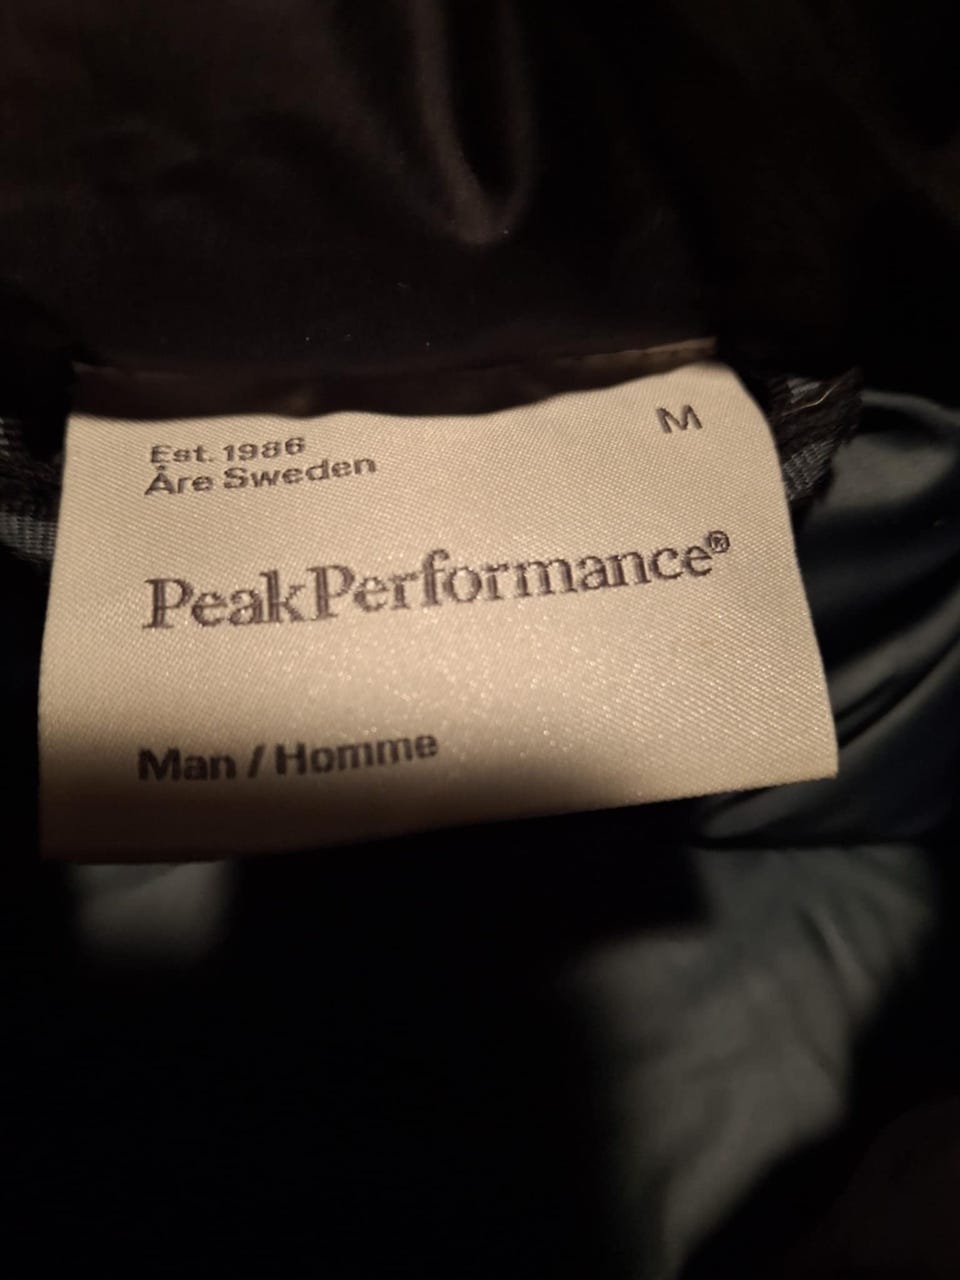 Est. 1986
Åre Sweden
M
PeakPerformance®
Man / Homme